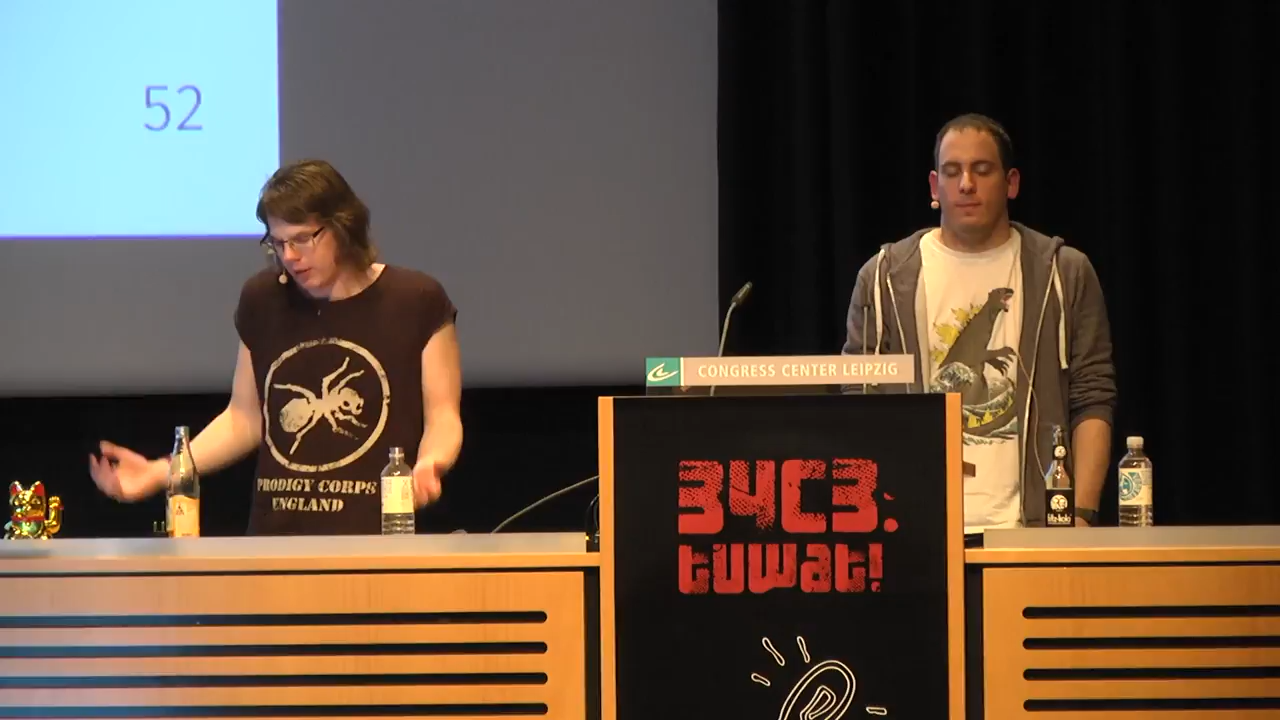 52
CONGRESS CENTER LEIPZIG
PRODIGY CORPS
ENGLAND
34C3.
tuwat!